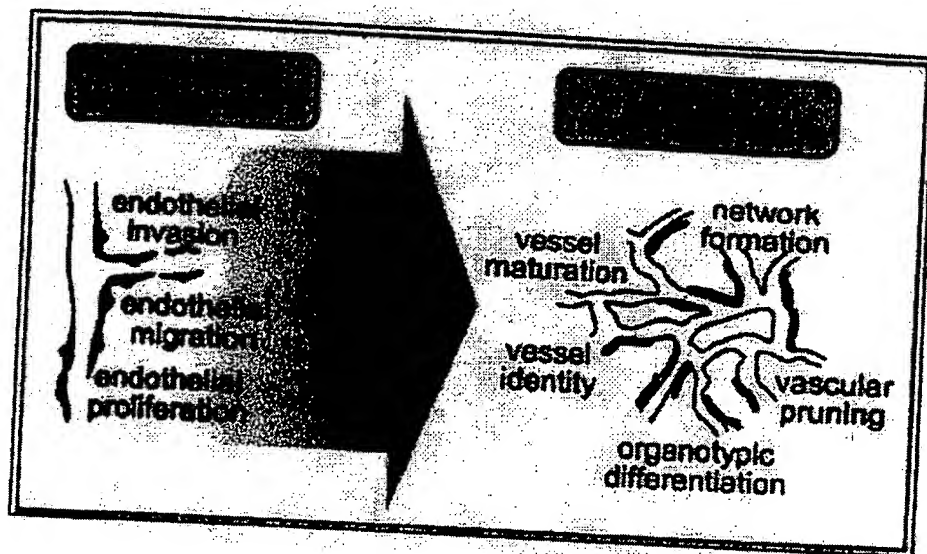 endothelial
invasion
endothelial
migration
endothelial
proliferation
vessel
maturation
network
formation
vessel
identity
vascular
pruning
organotypic
differentiation